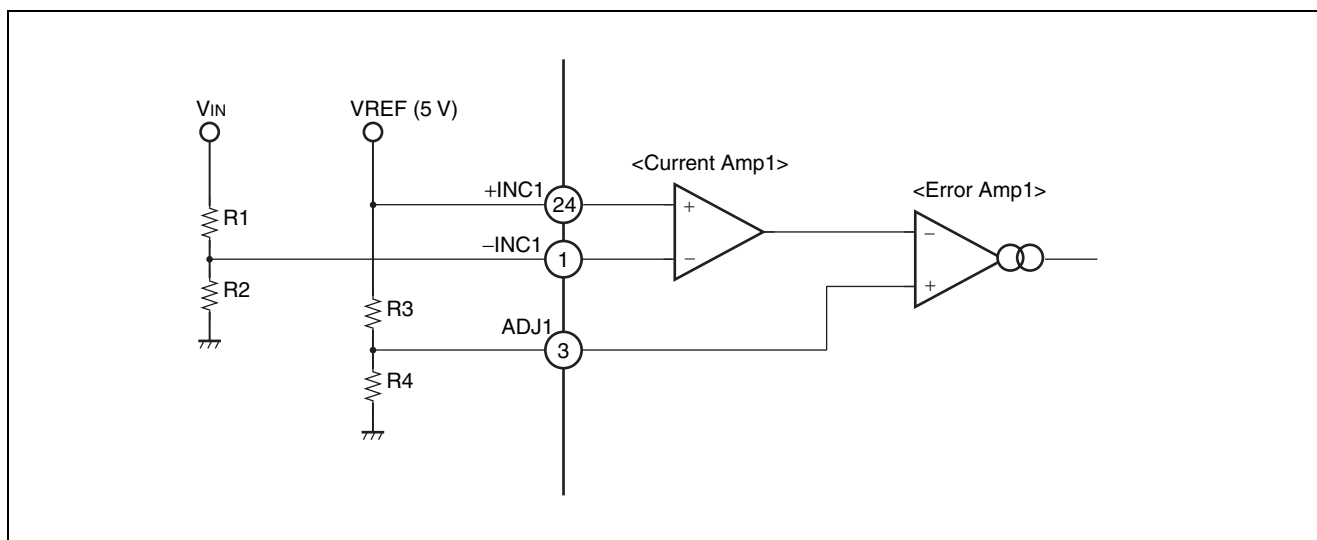 VIN
VREF (5 V)
<Current Amp1>
<Error Amp1>
+INC1
24
+
R1
−INC1
1
−
−
R2
+
R3
ADJ1
3
R4